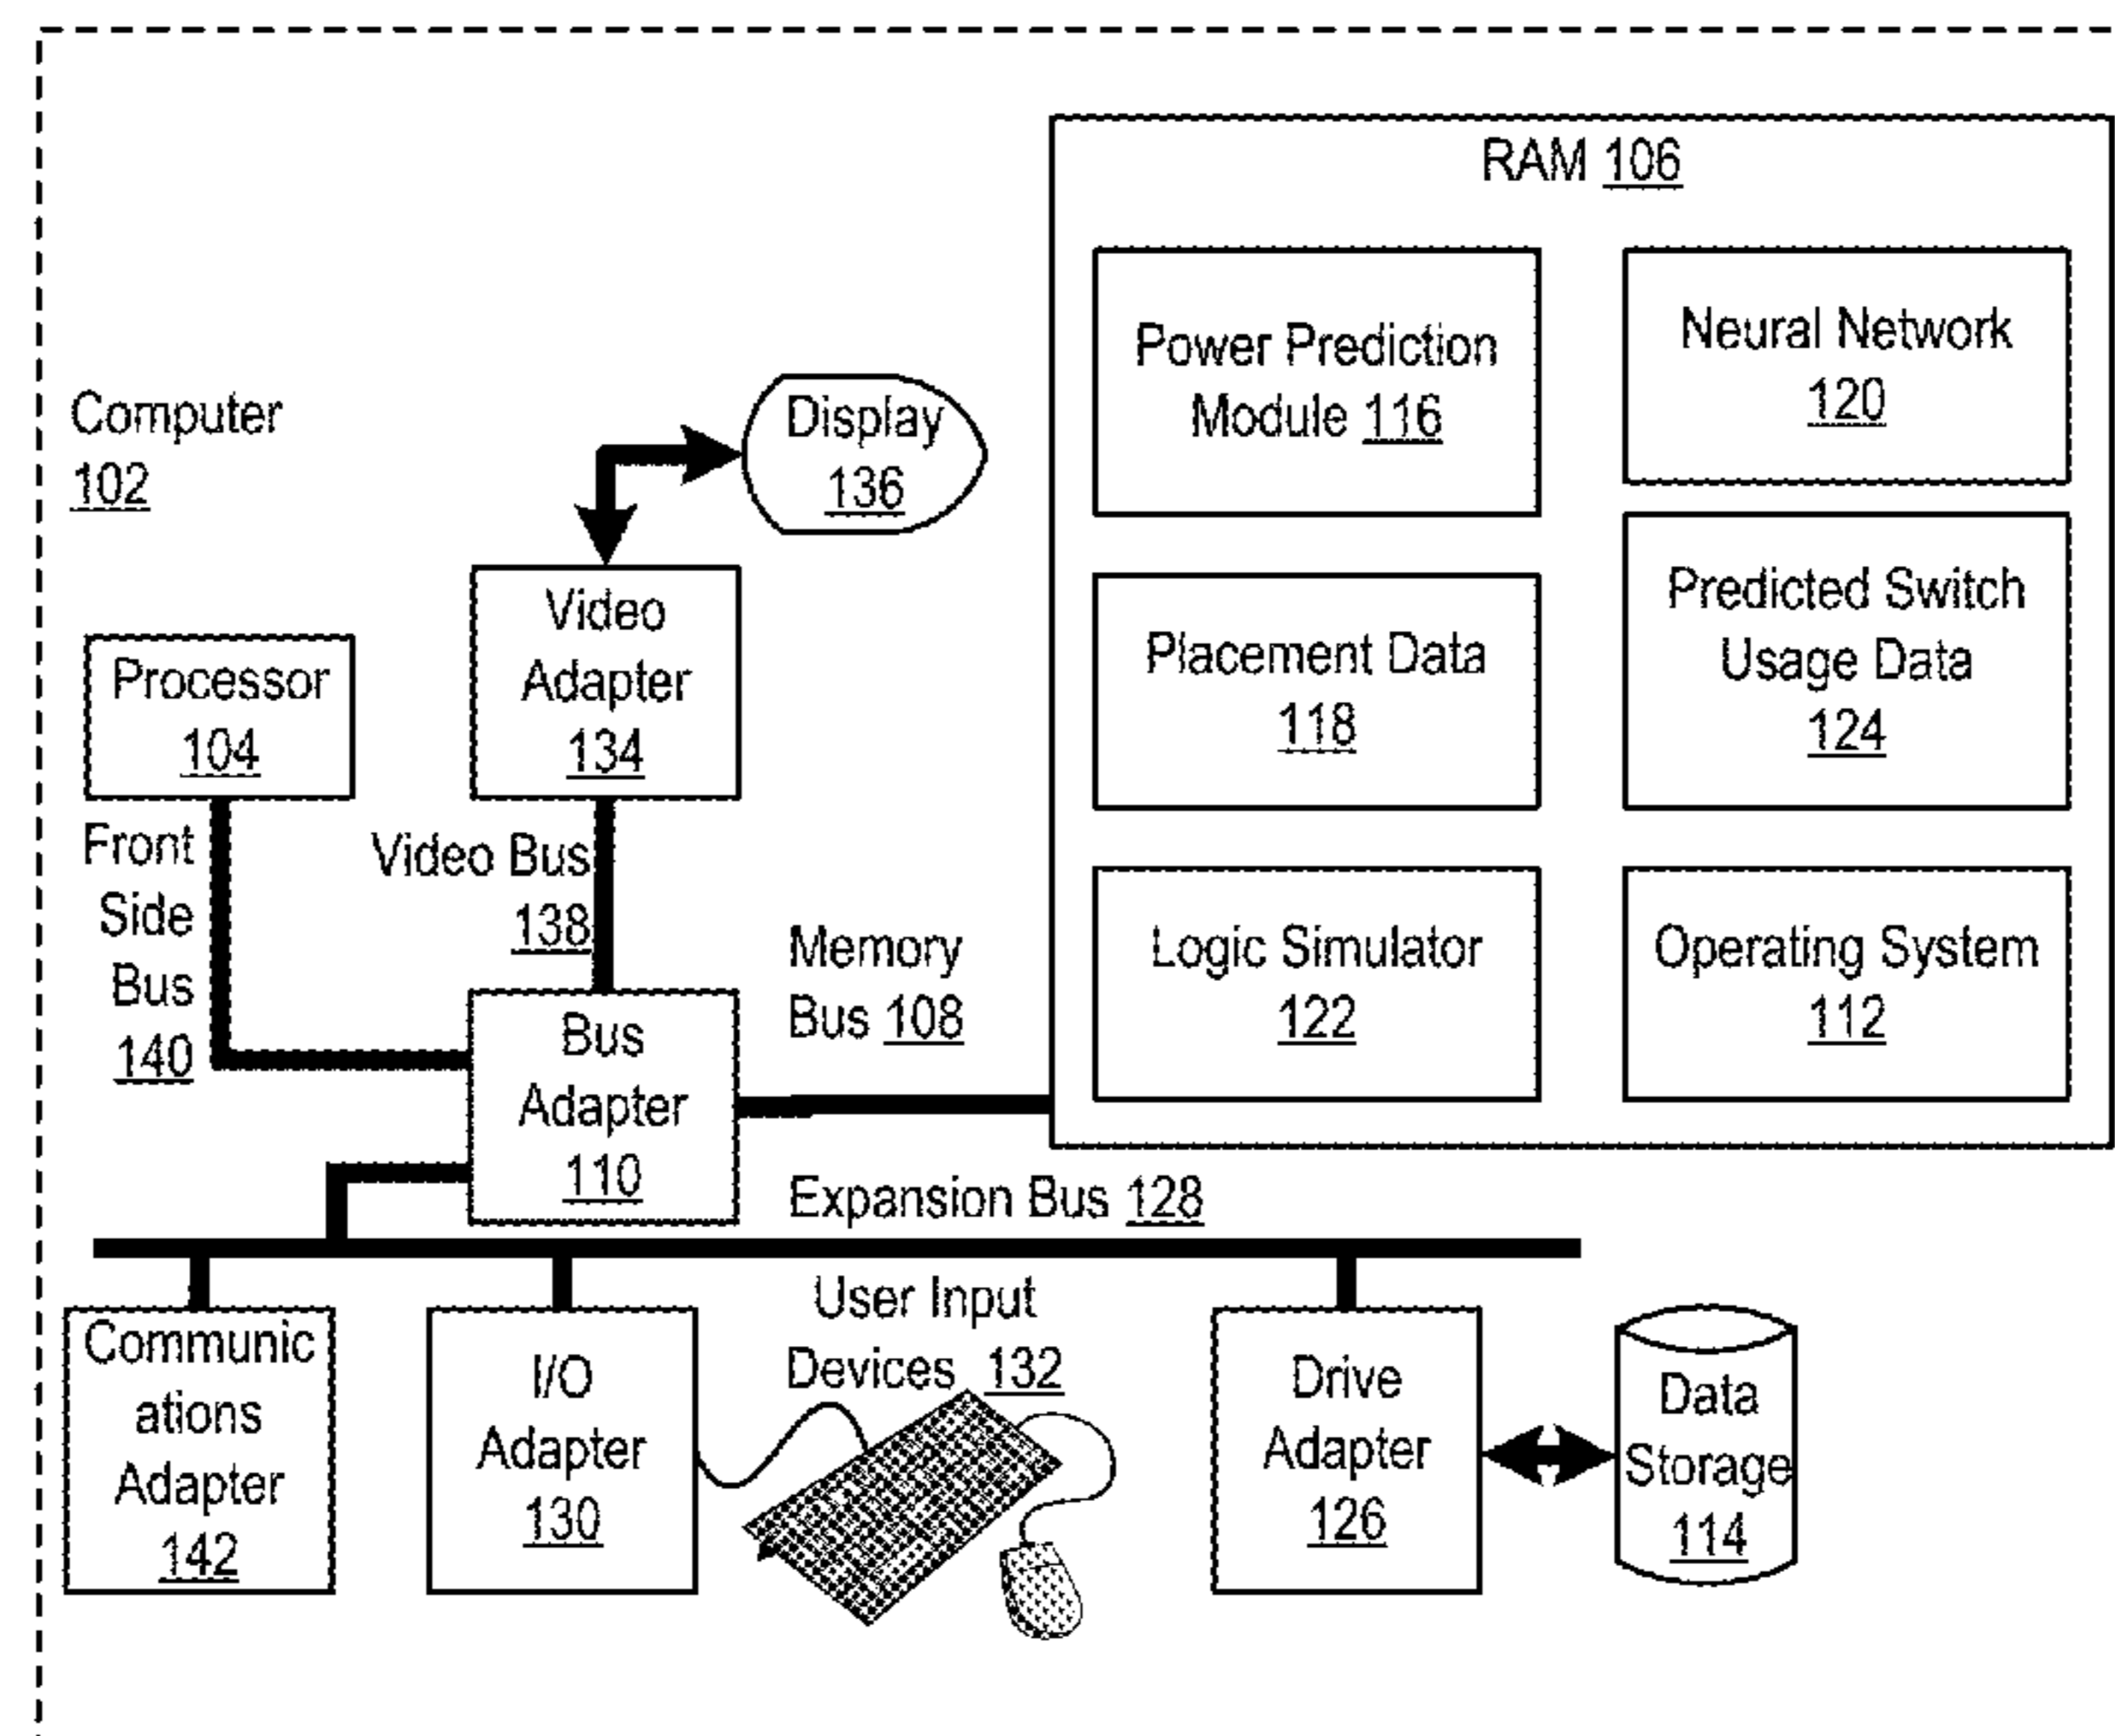 RAM 106
Power Prediction
Module 116
Neural Network
120
Computer
102
Display
136
Placement Data
118
Predicted Switch
Usage Data
124
Video
Adapter
134
Processor
104
Front
Side
Bus
140
Video Bus
138
Memory
Bus 108
Logic Simulator
122
Operating System
112
Bus
Adapter
110
Expansion Bus 128
Communic
ations
Adapter
142
I/O
Adapter
130
User Input
Devices 132
Drive
Adapter
126
Data
Storage
114